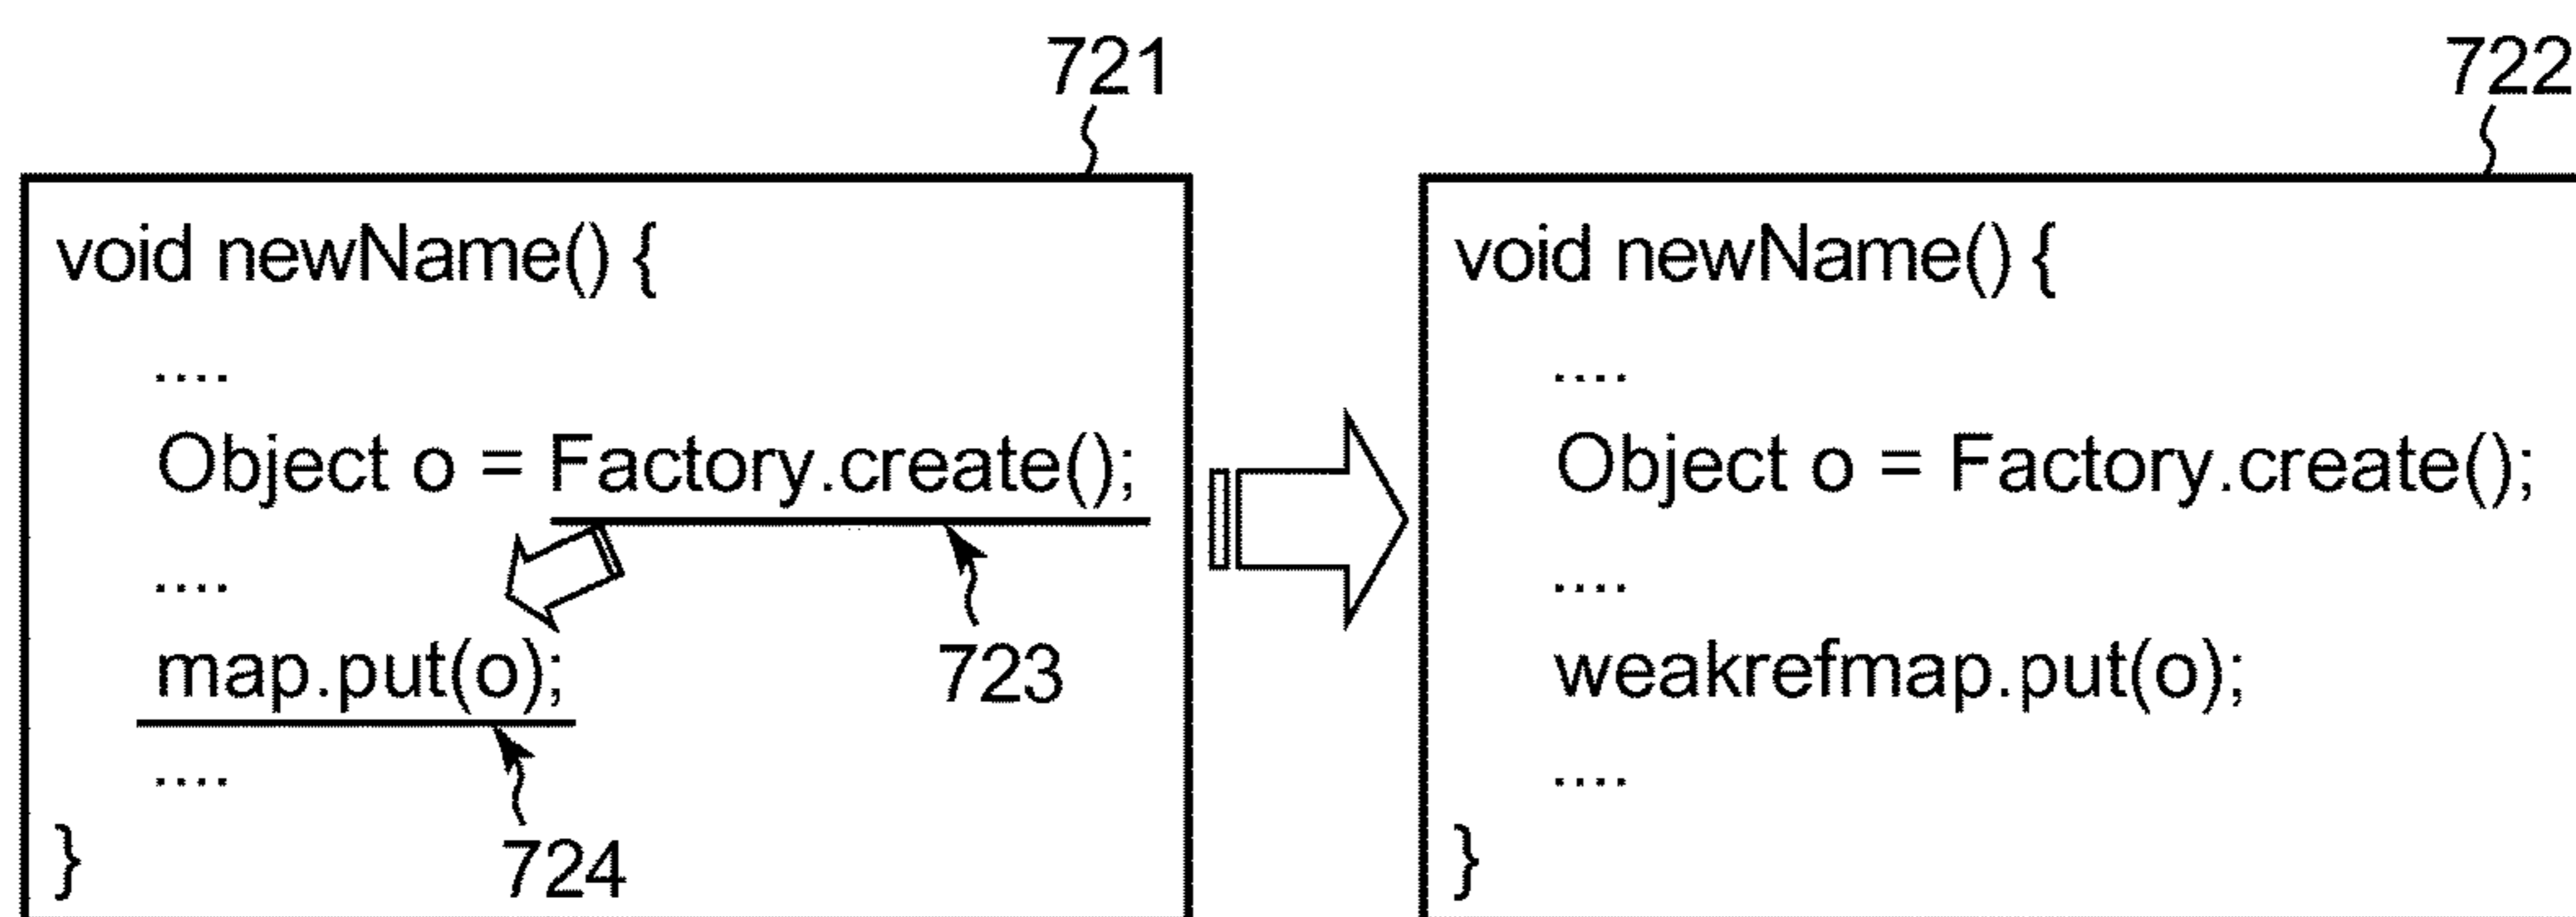 721
void newName() {
....
Object o = Factory.create();
....
map.put(o);
723
....
724
}
722
void newName() {
....
Object o = Factory.create();
....
weakrefmap.put(o);
....
}